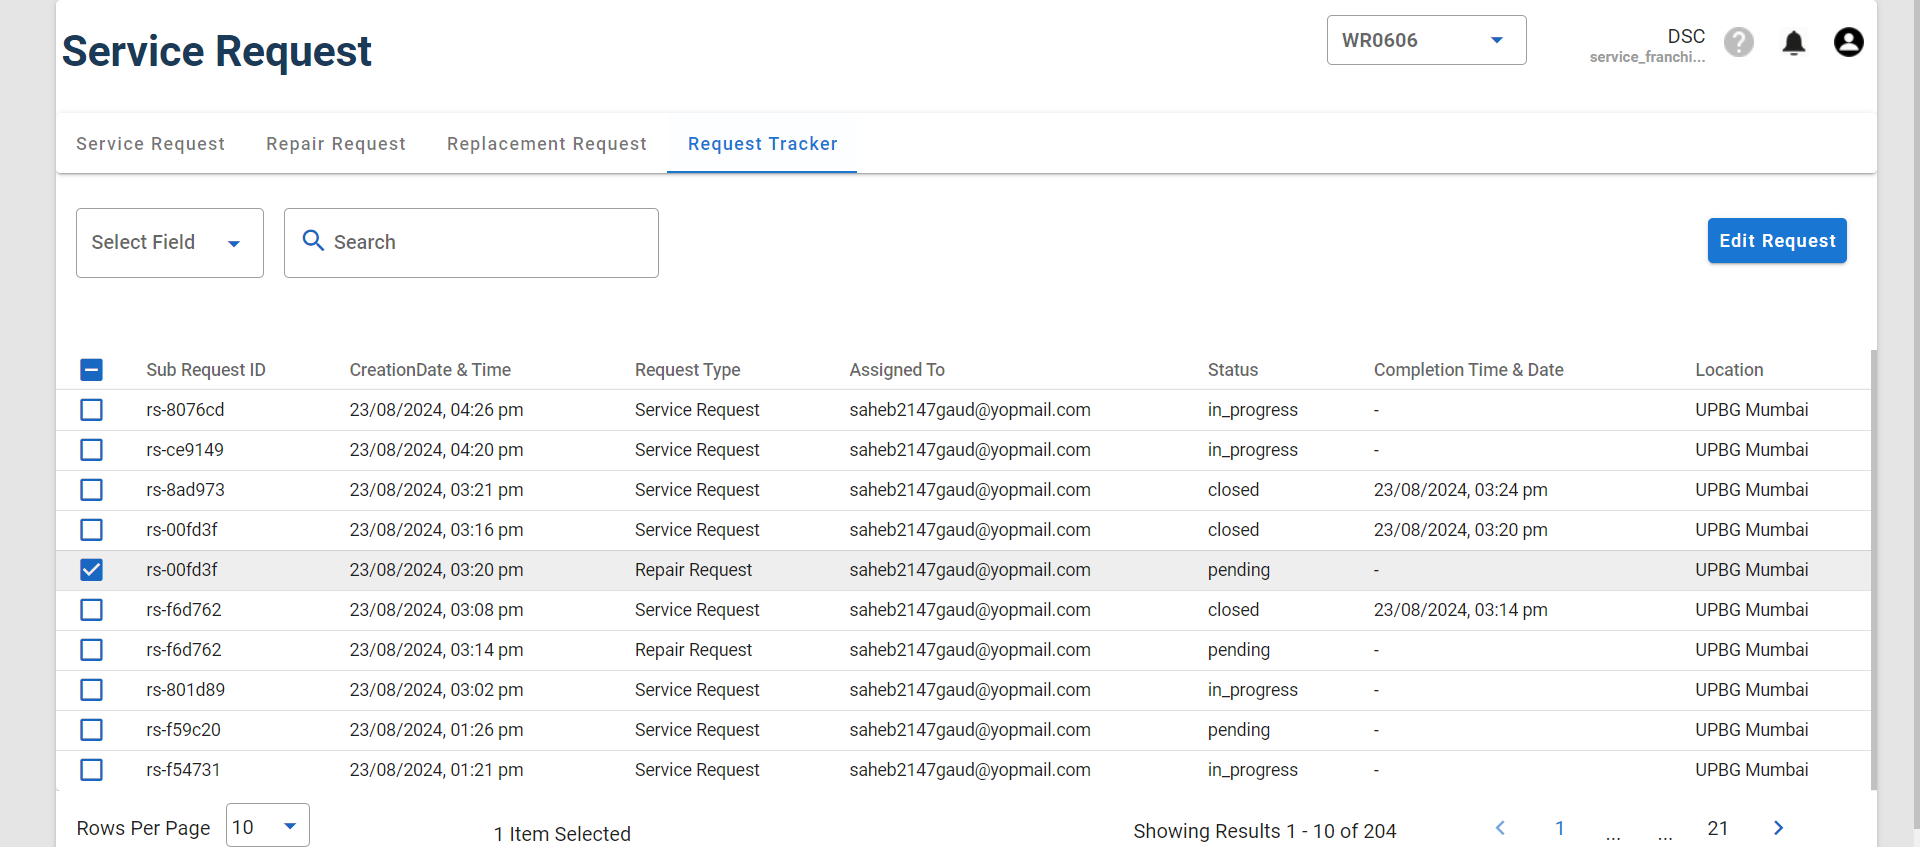 Service Request
WR0606
DSC
service_franchi...
Service Request Repair Request Replacement Request Request Tracker
Select Field
Search
Edit Request
Sub Request ID CreationDate & Time Request Type Assigned To Status Completion Time & Date Location
rs-8076cd 23/08/2024, 04:26 pm Service Request saheb2147gaud@yopmail.com in_progress - UPBG Mumbai
rs-ce9149 23/08/2024, 04:20 pm Service Request saheb2147gaud@yopmail.com in_progress - UPBG Mumbai
rs-8ad973 23/08/2024, 03:21 pm Service Request saheb2147gaud@yopmail.com closed 23/08/2024, 03:24 pm UPBG Mumbai
rs-00fd3f 23/08/2024, 03:16 pm Service Request saheb2147gaud@yopmail.com closed 23/08/2024, 03:20 pm UPBG Mumbai
rs-00fd3f 23/08/2024, 03:20 pm Repair Request saheb2147gaud@yopmail.com pending - UPBG Mumbai
rs-f6d762 23/08/2024, 03:08 pm Service Request saheb2147gaud@yopmail.com closed 23/08/2024, 03:14 pm UPBG Mumbai
rs-f6d762 23/08/2024, 03:14 pm Repair Request saheb2147gaud@yopmail.com pending - UPBG Mumbai
rs-801d89 23/08/2024, 03:02 pm Service Request saheb2147gaud@yopmail.com in_progress - UPBG Mumbai
rs-f59c20 23/08/2024, 01:26 pm Service Request saheb2147gaud@yopmail.com pending - UPBG Mumbai
rs-f54731 23/08/2024, 01:21 pm Service Request saheb2147gaud@yopmail.com in_progress - UPBG Mumbai
Rows Per Page 10 1 Item Selected Showing Results 1 - 10 of 204 1 ... ... 21